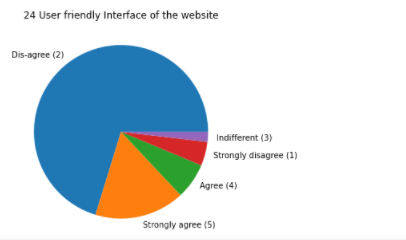 24 User friendly Interface of the website
Dis-agree (2)
Indifferent (3)
Strongly disagree (1)
Agree (4)
Strongly agree (5)